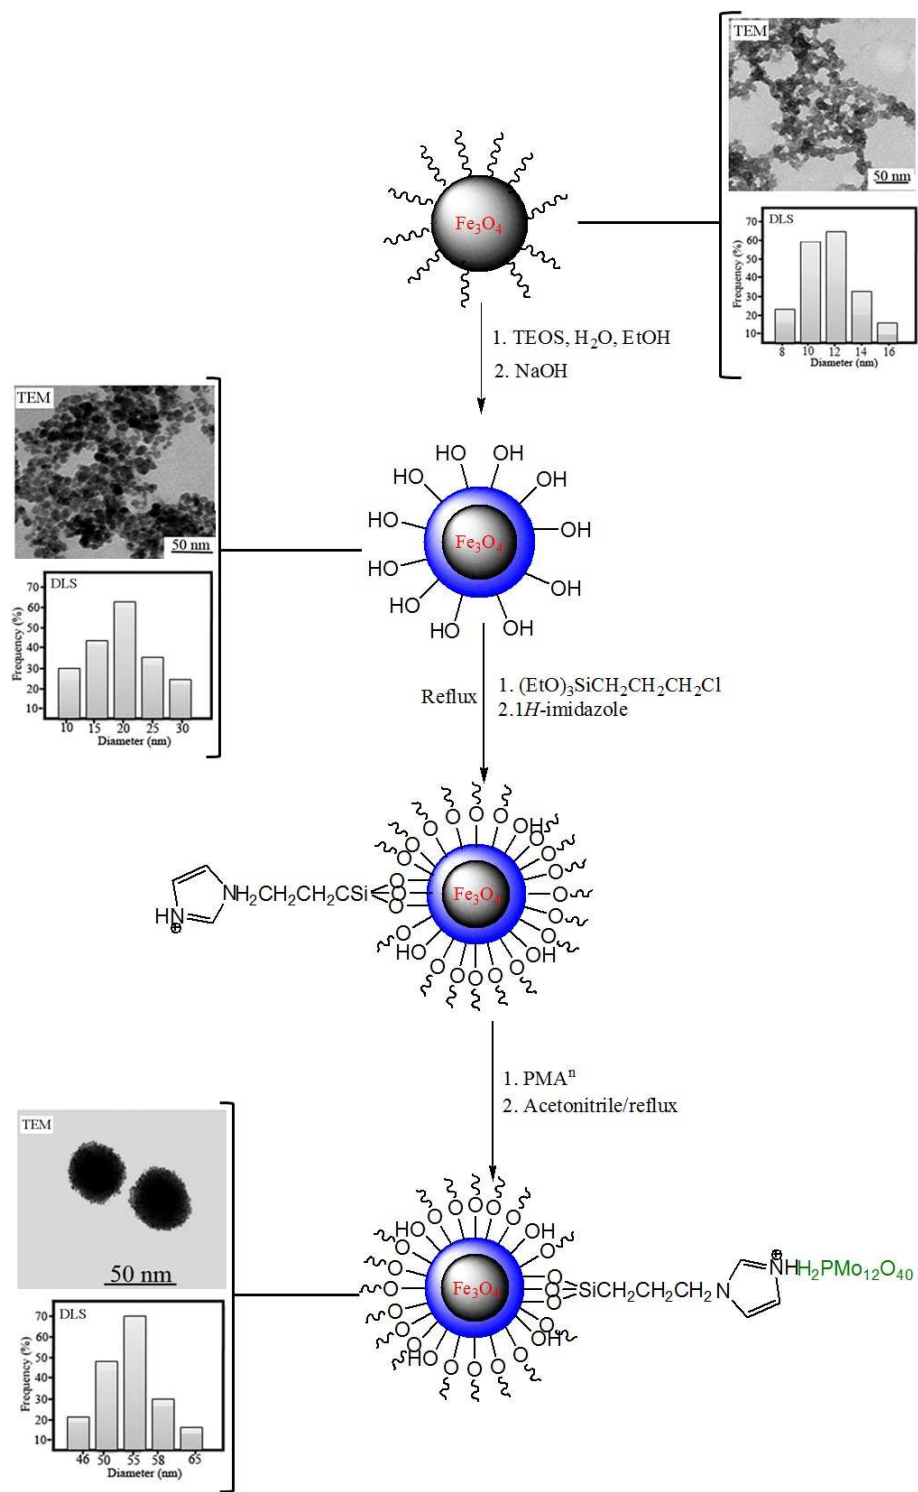 TEM
50 nm
DLS
Frequency (%)
70
60
50
40
30
20
10
8 10 12 14 16
Diameter (nm)
Fe₃O₄
1. TEOS, H₂O, EtOH
2. NaOH
TEM
50 nm
DLS
Frequency (%)
70
60
50
40
30
20
10
10 15 20 25 30
Diameter (nm)
HO OH
HO OH
HO OH
Fe₃O₄
HO OH
HO OH
HO
Reflux
1. (EtO)₃SiCH₂CH₂CH₂Cl
2.1H-imidazole
O O O O O OH O
O O O O O
HN⊕ N H₂CH₂CH₂CSi O O O
Fe₃O₄
O O O O
O HO OH
O O O O O O
1. PMAⁿ
2. Acetonitrile/reflux
TEM
50 nm
DLS
Frequency (%)
70
60
50
40
30
20
10
46 50 55 58 65
Diameter (nm)
O O O O O
HO OH
O O O
Fe₃O₄
O O O SiCH₂CH₂CH₂ N NH⊕ H₂PMo₁₂O₄₀
O O O OH
HO O
O O O O